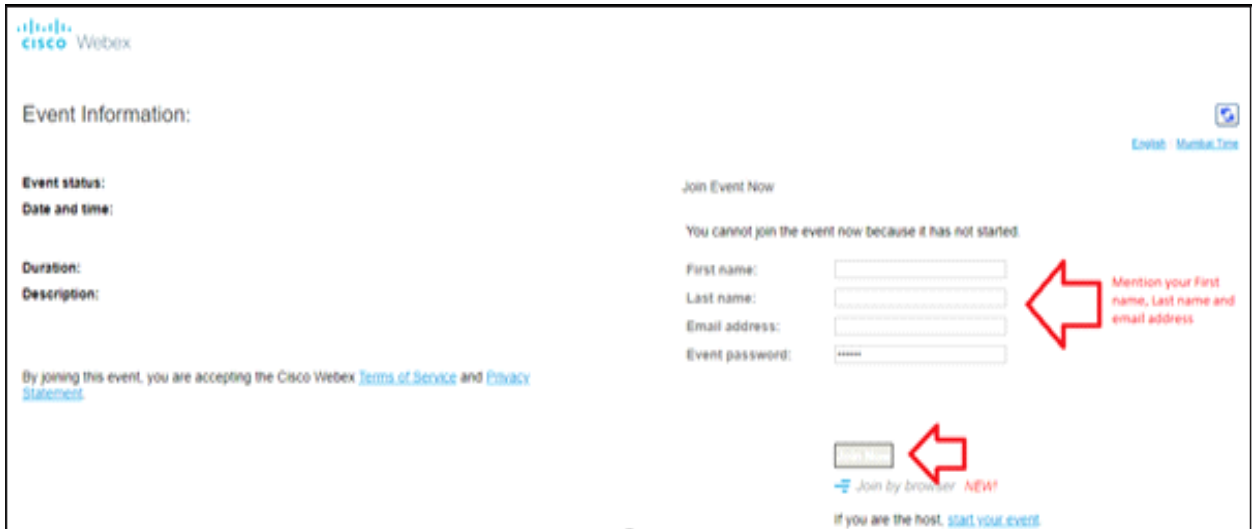 cisco Webex
Event Information:
English | Mumbai Time
Event status:
Date and time:
Duration:
Description:
By joining this event, you are accepting the Cisco Webex Terms of Service and Privacy
Statement.
Join Event Now
You cannot join the event now because it has not started.
First name:
Last name:
Email address:
Event password:
Mention your First
name, Last name and
email address
Join Now
Join by browser NEW!
If you are the host, start your event.